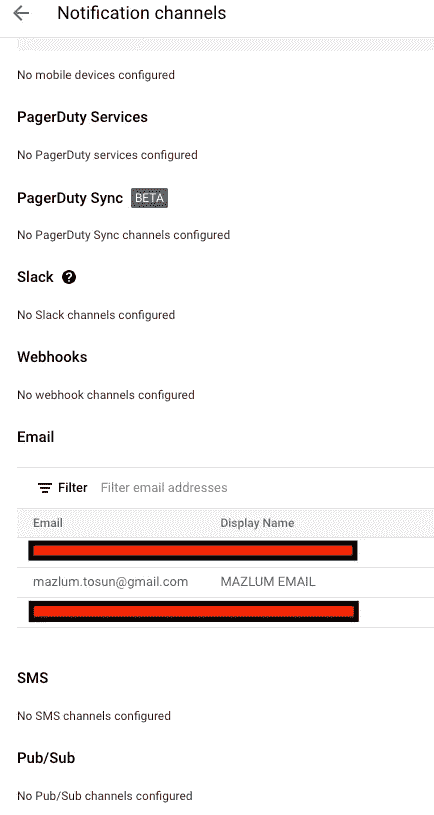 Notification channels
No mobile devices configured
PagerDuty Services
No PagerDuty services configured
PagerDuty Sync BETA
No PagerDuty Sync channels configured
Slack ?
No Slack channels configured
Webhooks
No webhook channels configured
Email
Filter Filter email addresses
Email Display Name
mazlum.tosun@gmail.com MAZLUM EMAIL
SMS
No SMS channels configured
Pub/Sub
No Pub/Sub channels configured